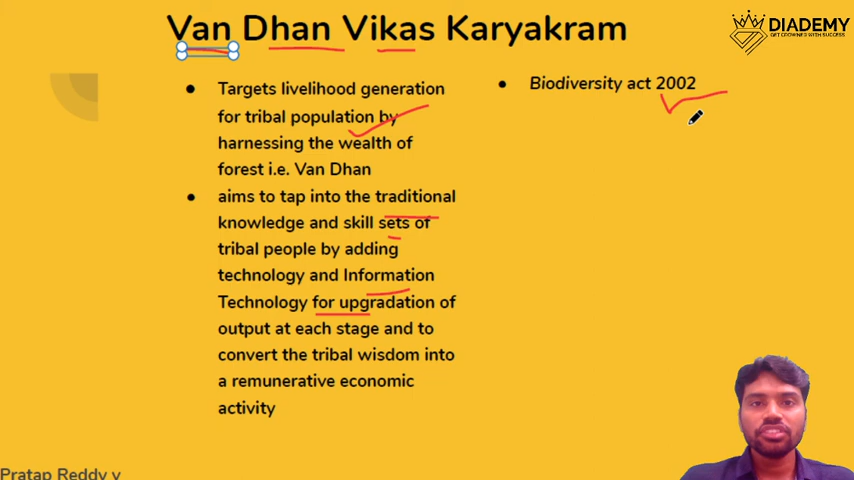 Van Dhan Vikas Karyakram
DIADEMY
GET CROWNED WITH SUCCESS
• Targets livelihood generation
for tribal population by
harnessing the wealth of
forest i.e. Van Dhan
• aims to tap into the traditional
knowledge and skill sets of
tribal people by adding
technology and Information
Technology for upgradation of
output at each stage and to
convert the tribal wisdom into
a remunerative economic
activity
• Biodiversity act 2002
Pratap Reddy y